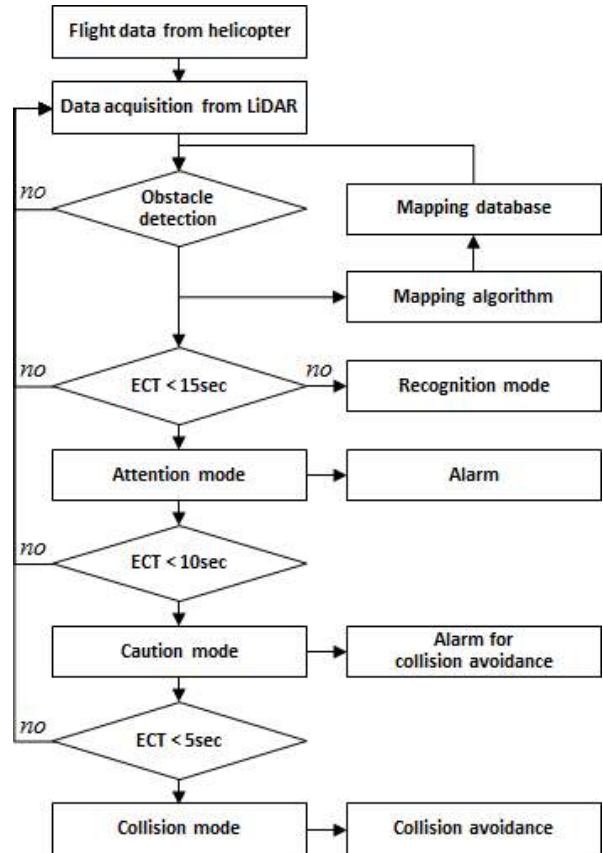 Flight data from helicopter
Data acquisition from LiDAR
no
Obstacle
detection
Mapping database
Mapping algorithm
no
ECT < 15sec
no
Recognition mode
Attention mode
Alarm
no
ECT < 10sec
Caution mode
Alarm for
collision avoidance
no
ECT < 5sec
Collision mode
Collision avoidance